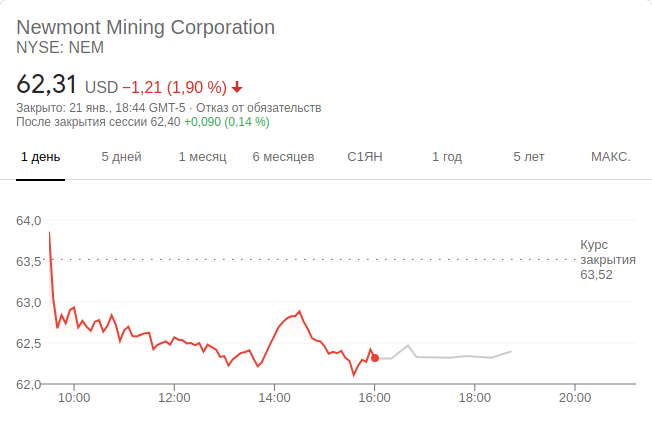 Newmont Mining Corporation
NYSE: NEM
62,31 USD −1,21 (1,90 %)
Закрыто: 21 янв., 18:44 GMT-5 · Отказ от обязательств
После закрытия сессии 62,40 +0,090 (0,14 %)
1 день 5 дней 1 месяц 6 месяцев С1ЯН 1 год 5 лет МАКС.
64,0
63,5
63,0
62,5
62,0
Курс
закрытия
63,52
10:00 12:00 14:00 16:00 18:00 20:00